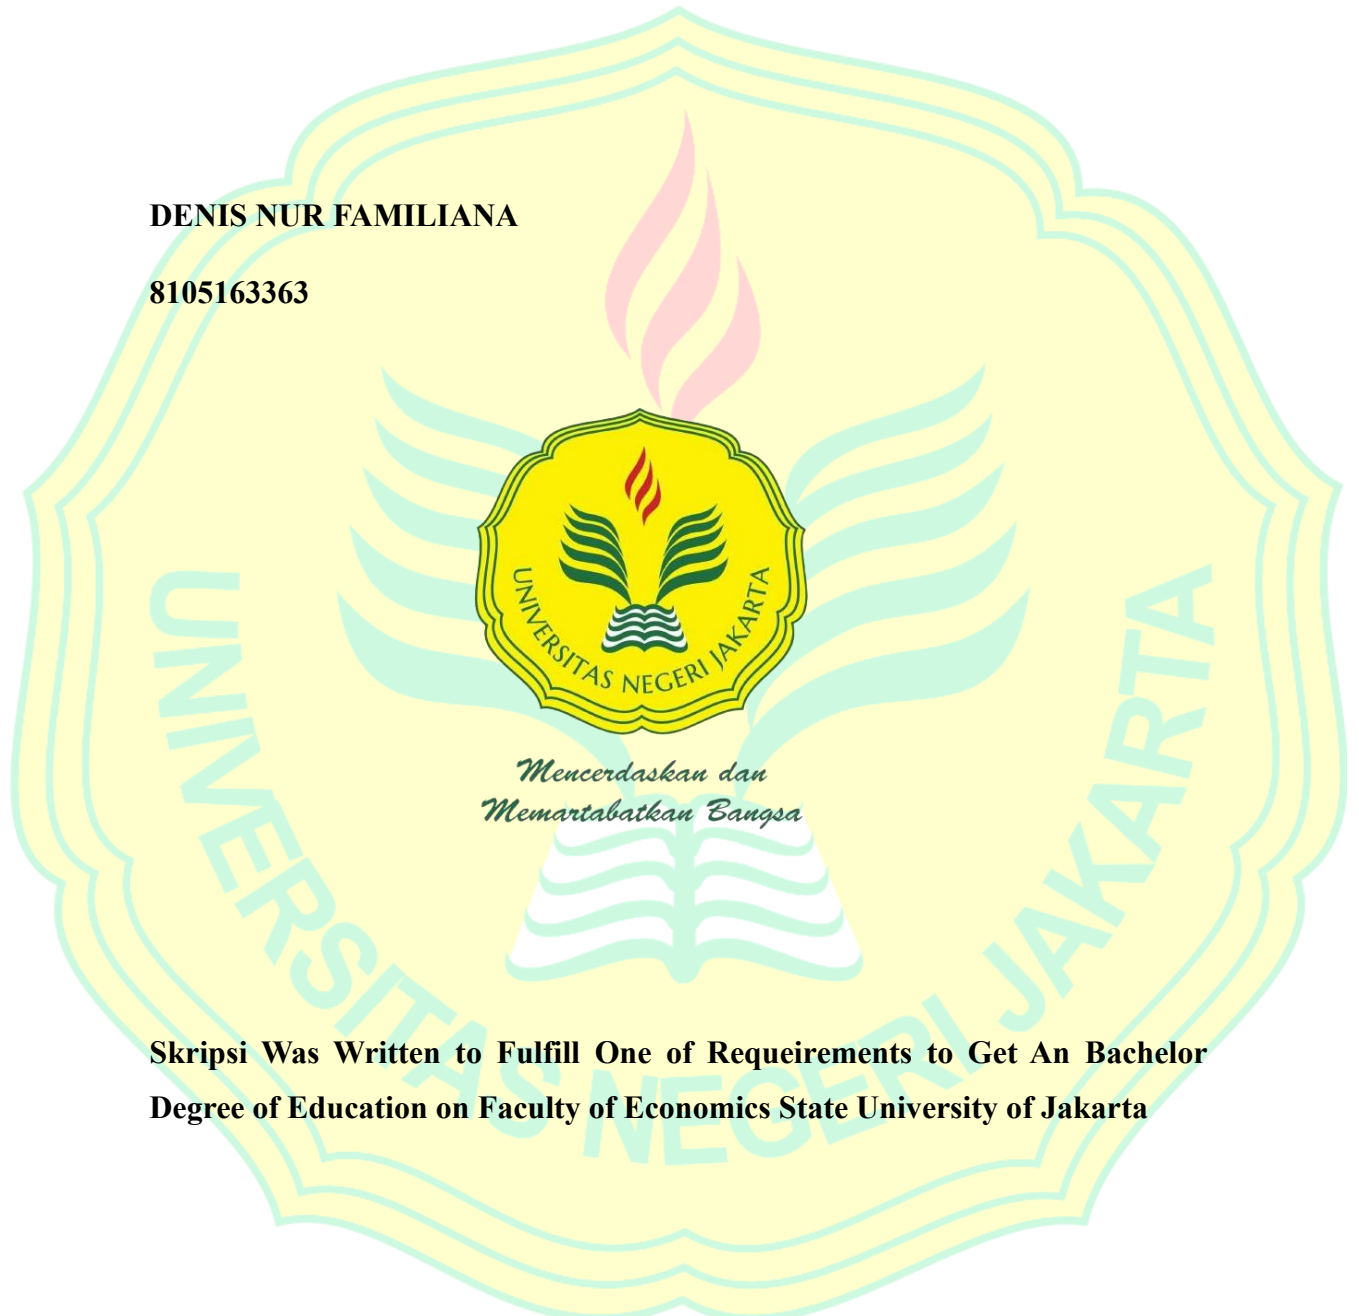 DENIS NUR FAMILIANA
8105163363
UNIVERSITAS NEGERI JAKARTA
Mencerdaskan dan
Memartabatkan Bangsa
Skripsi Was Written to Fulfill One of Requeirements to Get An Bachelor
Degree of Education on Faculty of Economics State University of Jakarta
UNIVERSITAS NEGERI JAKARTA